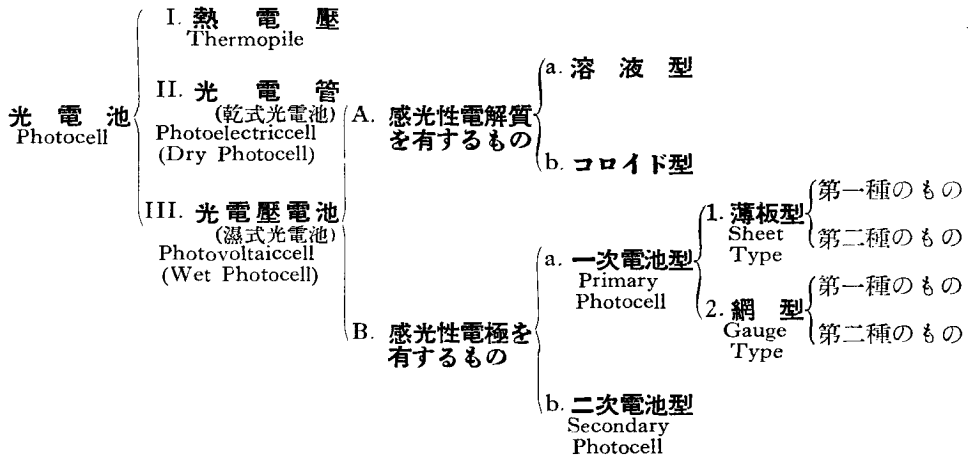 光電池
Photocell
I. 熱電壓
Thermopile
II. 光電管
(乾式光電池)
Photoelectriccell
(Dry Photocell)
III. 光電壓電池
(濕式光電池)
Photovoltaiccell
(Wet Photocell)
A. 感光性電解質
を有するもの
a. 溶液型
b. コロイド型
B. 感光性電極を
有するもの
a. 一次電池型
Primary
Photocell
1. 薄板型
Sheet
Type
第一種のもの
第二種のもの
2. 網型
Gauge
Type
第一種のもの
第二種のもの
b. 二次電池型
Secondary
Photocell